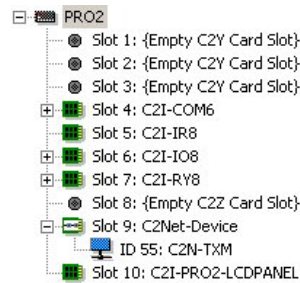 PRO2
Slot 1: {Empty C2Y Card Slot}
Slot 2: {Empty C2Y Card Slot}
Slot 3: {Empty C2Y Card Slot}
Slot 4: C2I-COM6
Slot 5: C2I-IR8
Slot 6: C2I-IO8
Slot 7: C2I-RY8
Slot 8: {Empty C2Z Card Slot}
Slot 9: C2Net-Device
ID 55: C2N-TXM
Slot 10: C2I-PRO2-LCDPANEL